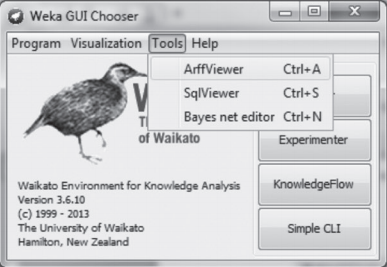 Weka GUI Chooser
Program Visualization Tools Help
ArffViewer Ctrl+A
SqlViewer Ctrl+S
Bayes net editor Ctrl+N
of Waikato
Experimenter
KnowledgeFlow
Simple CLI
Waikato Environment for Knowledge Analysis
Version 3.6.10
(c) 1999 - 2013
The University of Waikato
Hamilton, New Zealand